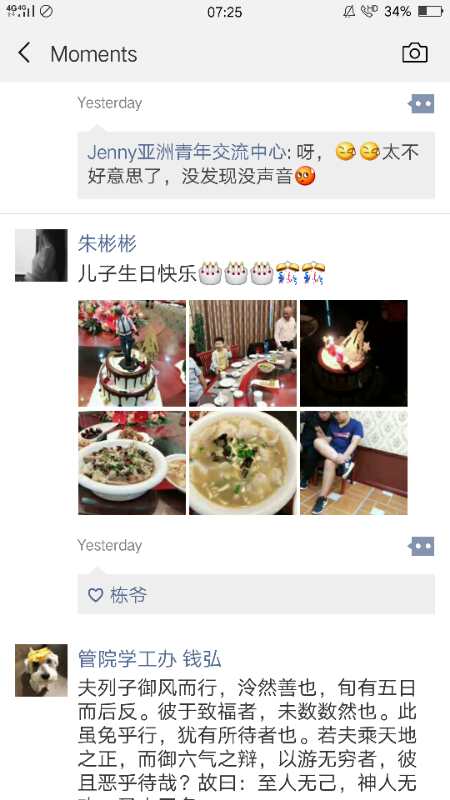 4G 4G 07:25 HD 34%
Moments
Yesterday
Jenny亚洲青年交流中心: 呀，😅😅太不
好意思了，没发现没声音😳
朱彬彬
儿子生日快乐🎂🎂🎂🎊🎊
Yesterday
栋爷
管院学工办 钱弘
夫列子御风而行，泠然善也，旬有五日
而后反。彼于致福者，未数数然也。此
虽免乎行，犹有所待者也。若夫乘天地
之正，而御六气之辩，以游无穷者，彼
且恶乎待哉？故曰：至人无己，神人无